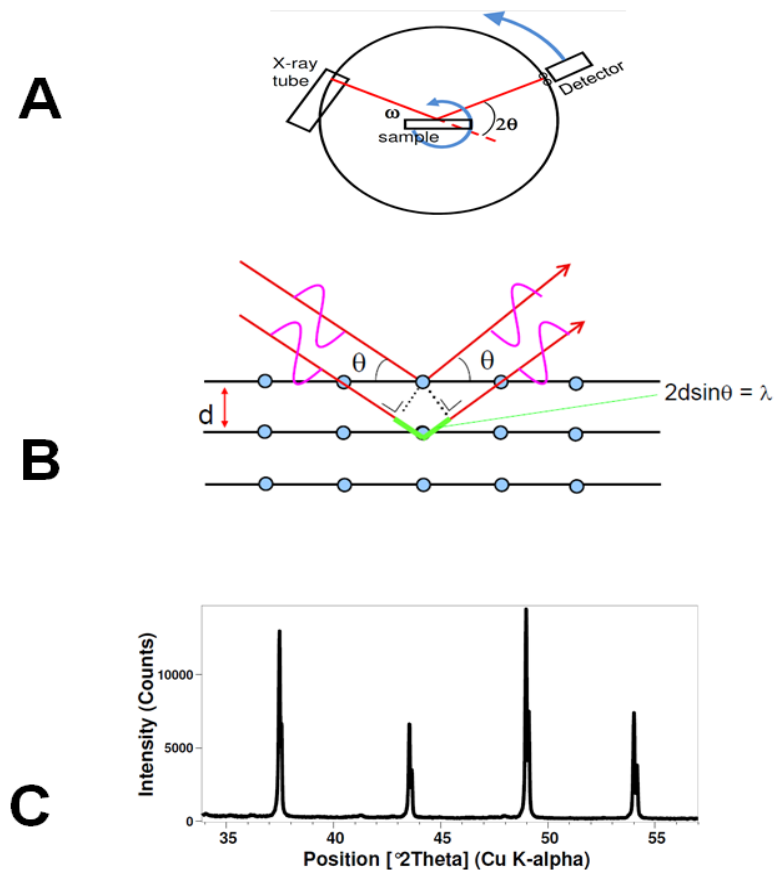 A
X-ray
tube
Detector
ω
sample
2θ
B
θ
θ
2dsinθ = λ
d
C
Intensity (Counts)
10000
5000
0
35
40
45
50
55
Position [°2Theta] (Cu K-alpha)